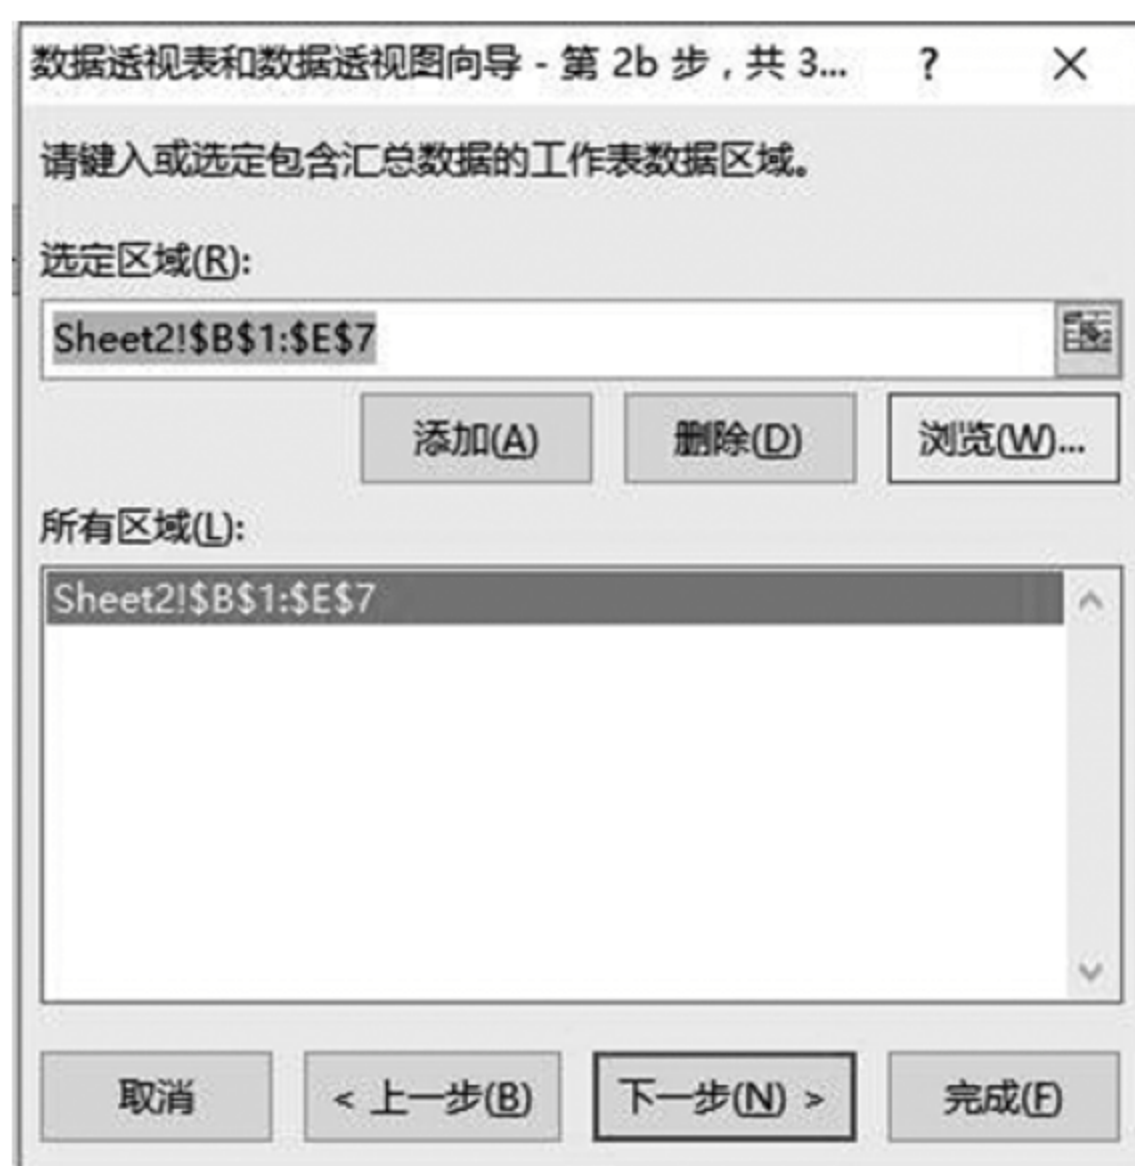 数据透视表和数据透视图向导 - 第 2b 步，共 3... ? ×
请键入或选定包含汇总数据的工作表数据区域。
选定区域(R):
Sheet2!$B$1:$E$7
添加(A) 删除(D) 浏览(W)...
所有区域(L):
Sheet2!$B$1:$E$7
取消 < 上一步(B) 下一步(N) > 完成(F)